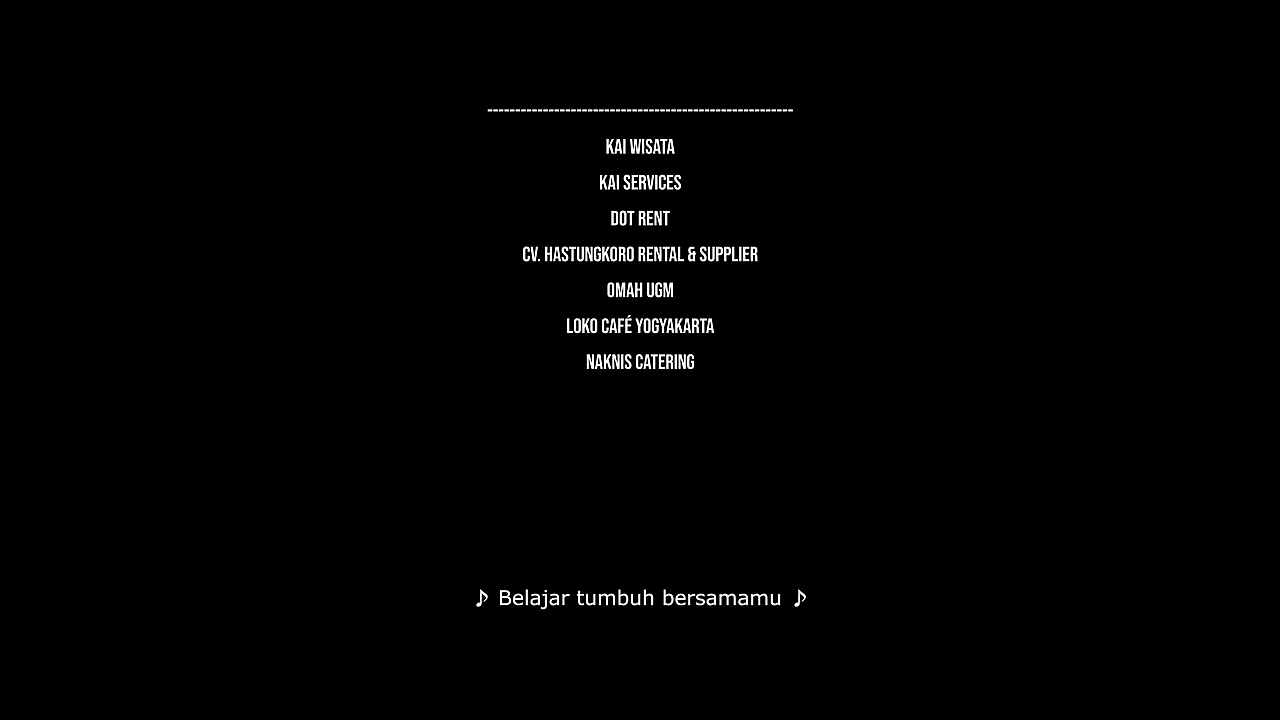 -------------------------------------------------------
KAI WISATA
KAI SERVICES
DOT RENT
CV. HASTUNGKORO RENTAL & SUPPLIER
OMAH UGM
LOKO CAFÉ YOGYAKARTA
NAKNIS CATERING
♪ Belajar tumbuh bersamamu ♪